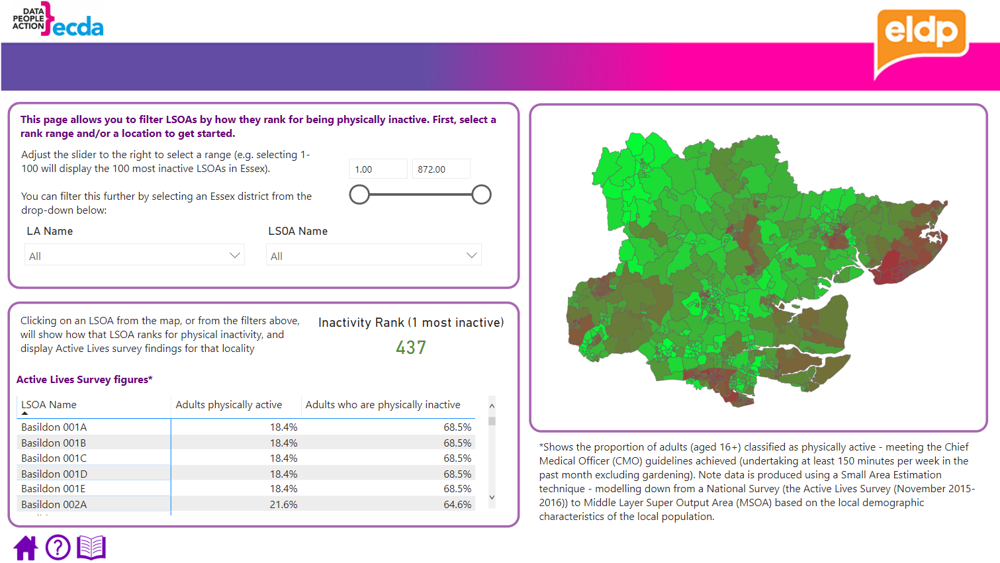 DATA
PEOPLE
ACTION
ecda
eldp
This page allows you to filter LSOAs by how they rank for being physically inactive. First, select a
rank range and/or a location to get started.
Adjust the slider to the right to select a range (e.g. selecting 1-
100 will display the 100 most inactive LSOAs in Essex).
1.00
872.00
You can filter this further by selecting an Essex district from the
drop-down below:
LA Name
LSOA Name
All
All
Clicking on an LSOA from the map, or from the filters above,
will show how that LSOA ranks for physical inactivity, and
display Active Lives survey findings for that locality
Inactivity Rank (1 most inactive)
437
Active Lives Survey figures*
LSOA Name Adults physically active Adults who are physically inactive
Basildon 001A 18.4% 68.5%
Basildon 001B 18.4% 68.5%
Basildon 001C 18.4% 68.5%
Basildon 001D 18.4% 68.5%
Basildon 001E 18.4% 68.5%
Basildon 002A 21.6% 64.6%
*Shows the proportion of adults (aged 16+) classified as physically active - meeting the Chief
Medical Officer (CMO) guidelines achieved (undertaking at least 150 minutes per week in the
past month excluding gardening). Note data is produced using a Small Area Estimation
technique - modelling down from a National Survey (the Active Lives Survey (November 2015-
2016)) to Middle Layer Super Output Area (MSOA) based on the local demographic
characteristics of the local population.
?